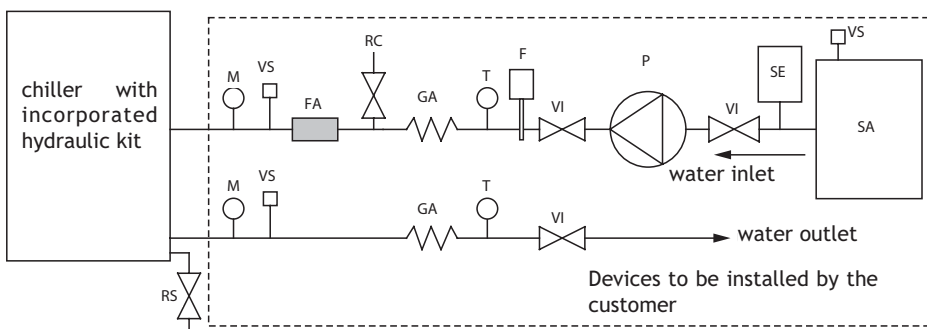 chiller with
incorporated
hydraulic kit
M
VS
FA
RC
GA
T
F
VI
P
VI
SE
VS
SA
water inlet
M
VS
GA
T
VI
water outlet
RS
Devices to be installed by the
customer